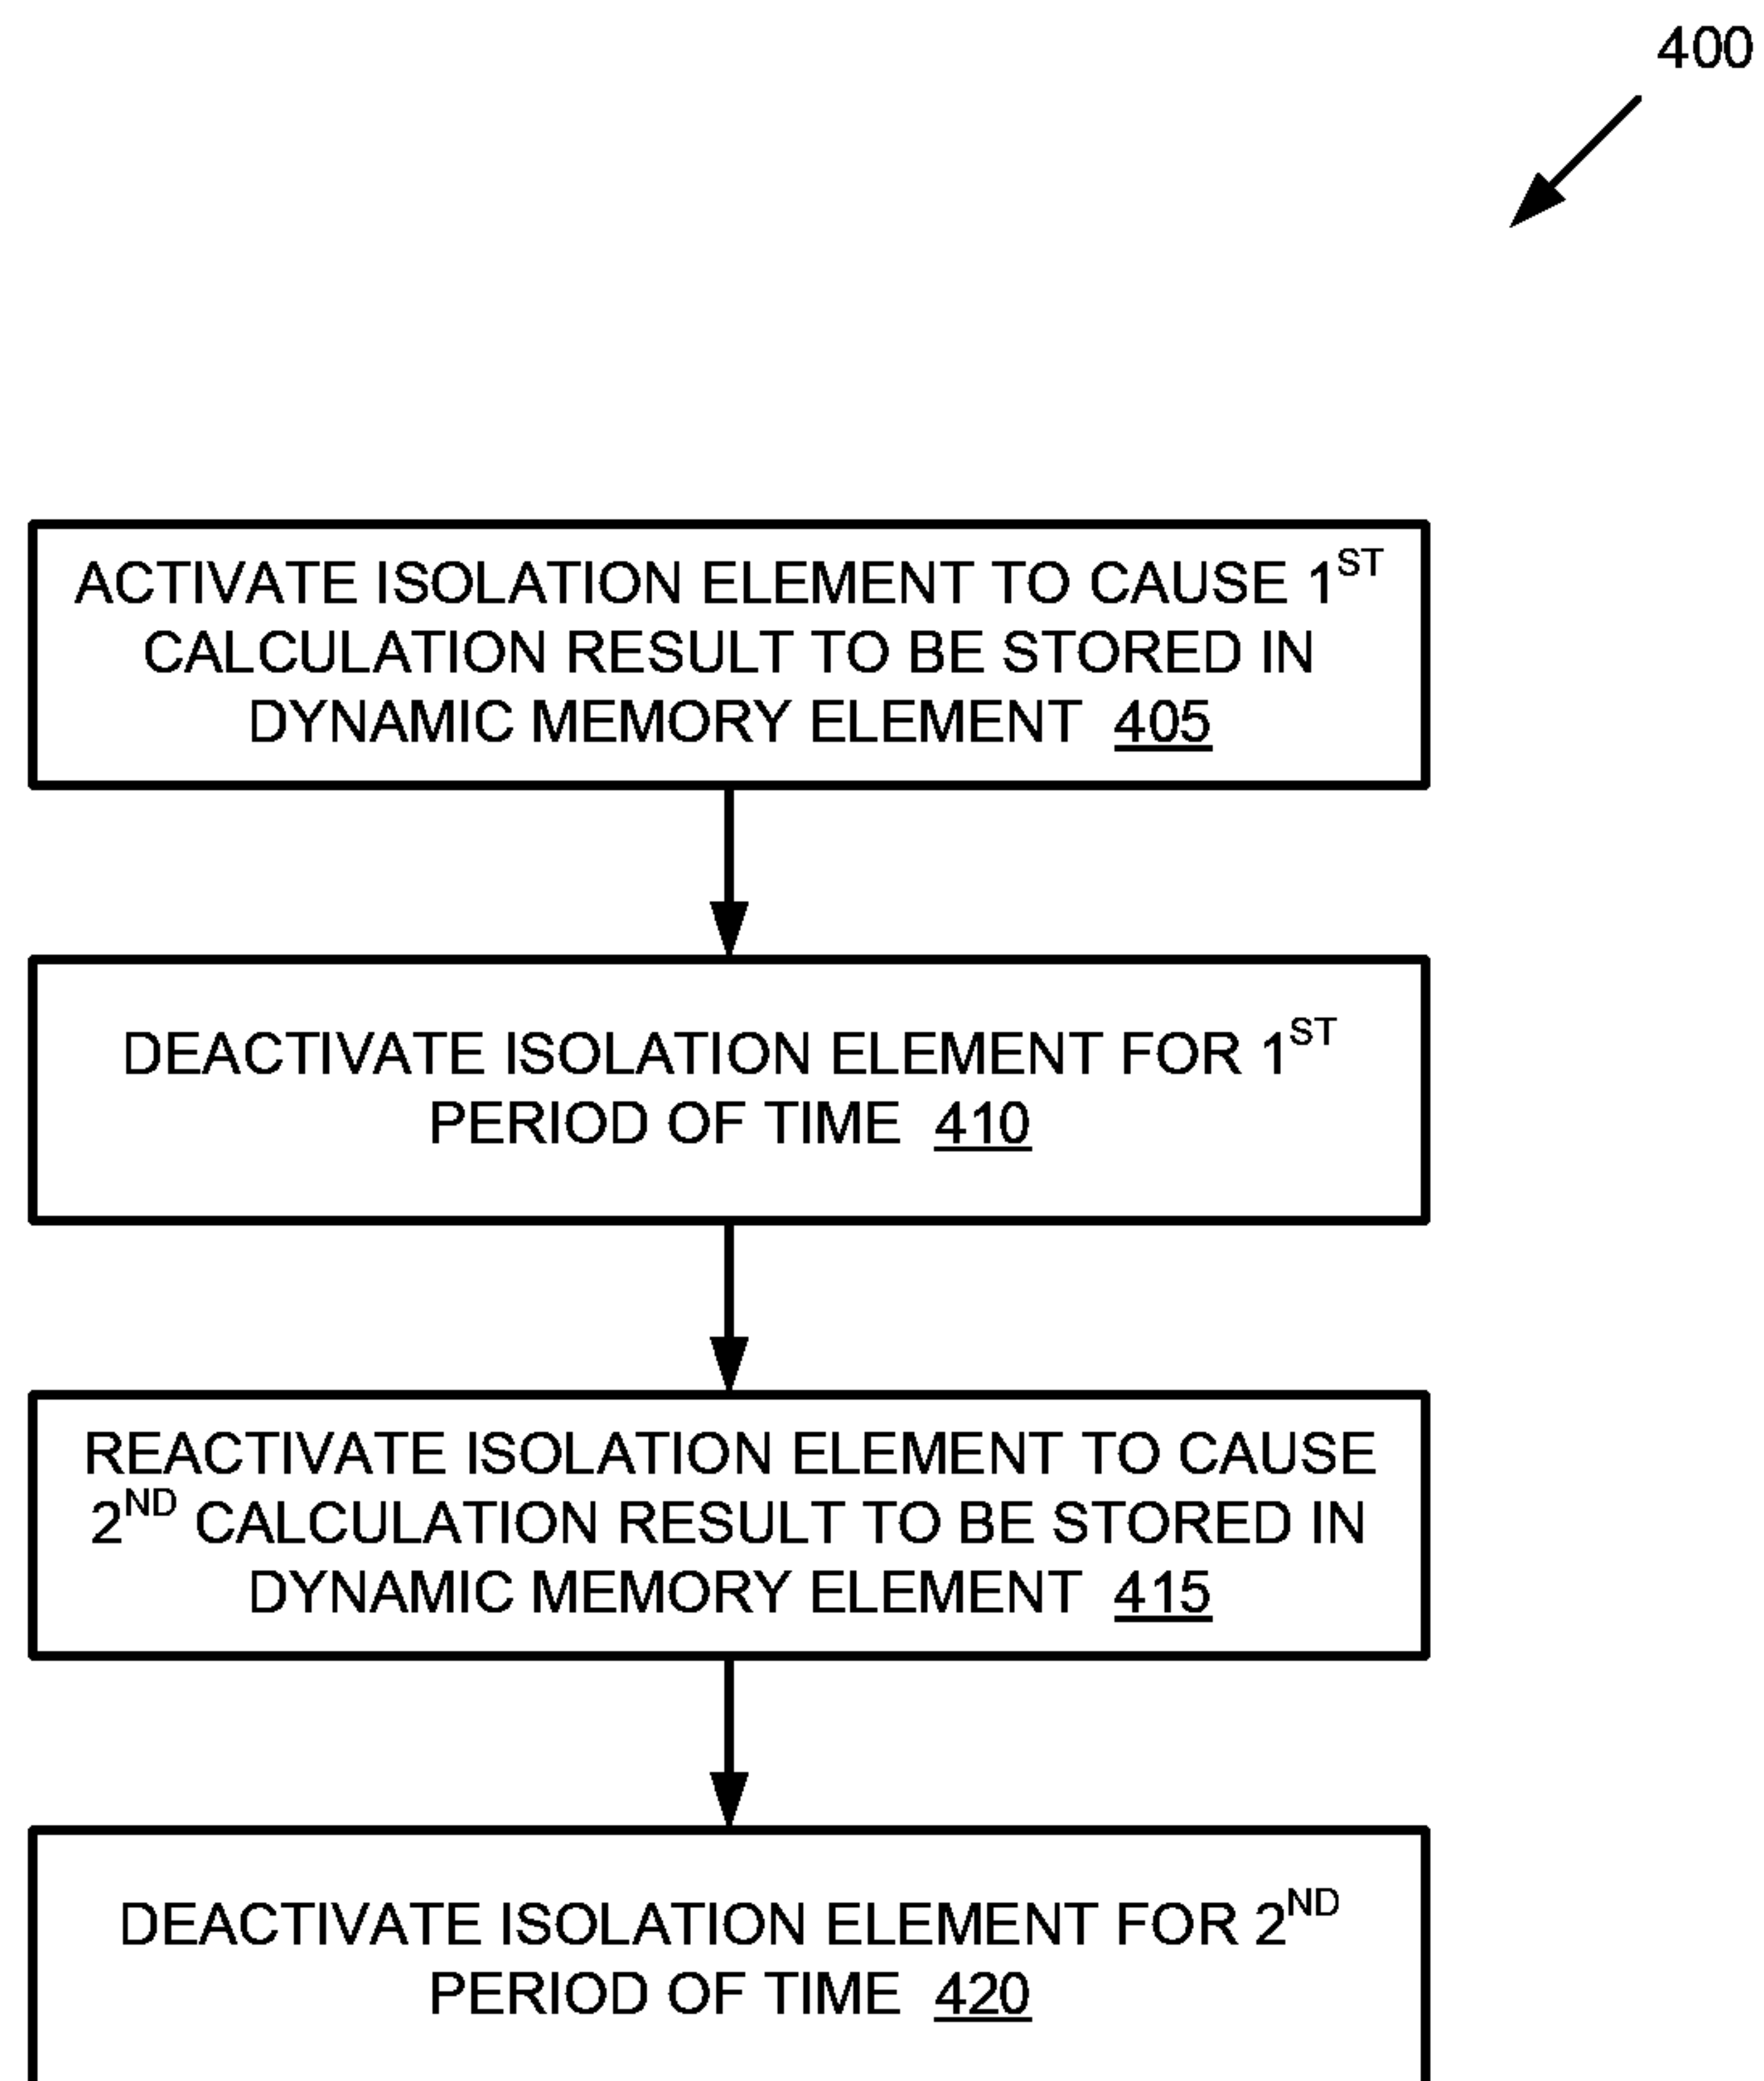 400
ACTIVATE ISOLATION ELEMENT TO CAUSE 1ST
CALCULATION RESULT TO BE STORED IN
DYNAMIC MEMORY ELEMENT 405
DEACTIVATE ISOLATION ELEMENT FOR 1ST
PERIOD OF TIME 410
REACTIVATE ISOLATION ELEMENT TO CAUSE
2ND CALCULATION RESULT TO BE STORED IN
DYNAMIC MEMORY ELEMENT 415
DEACTIVATE ISOLATION ELEMENT FOR 2ND
PERIOD OF TIME 420